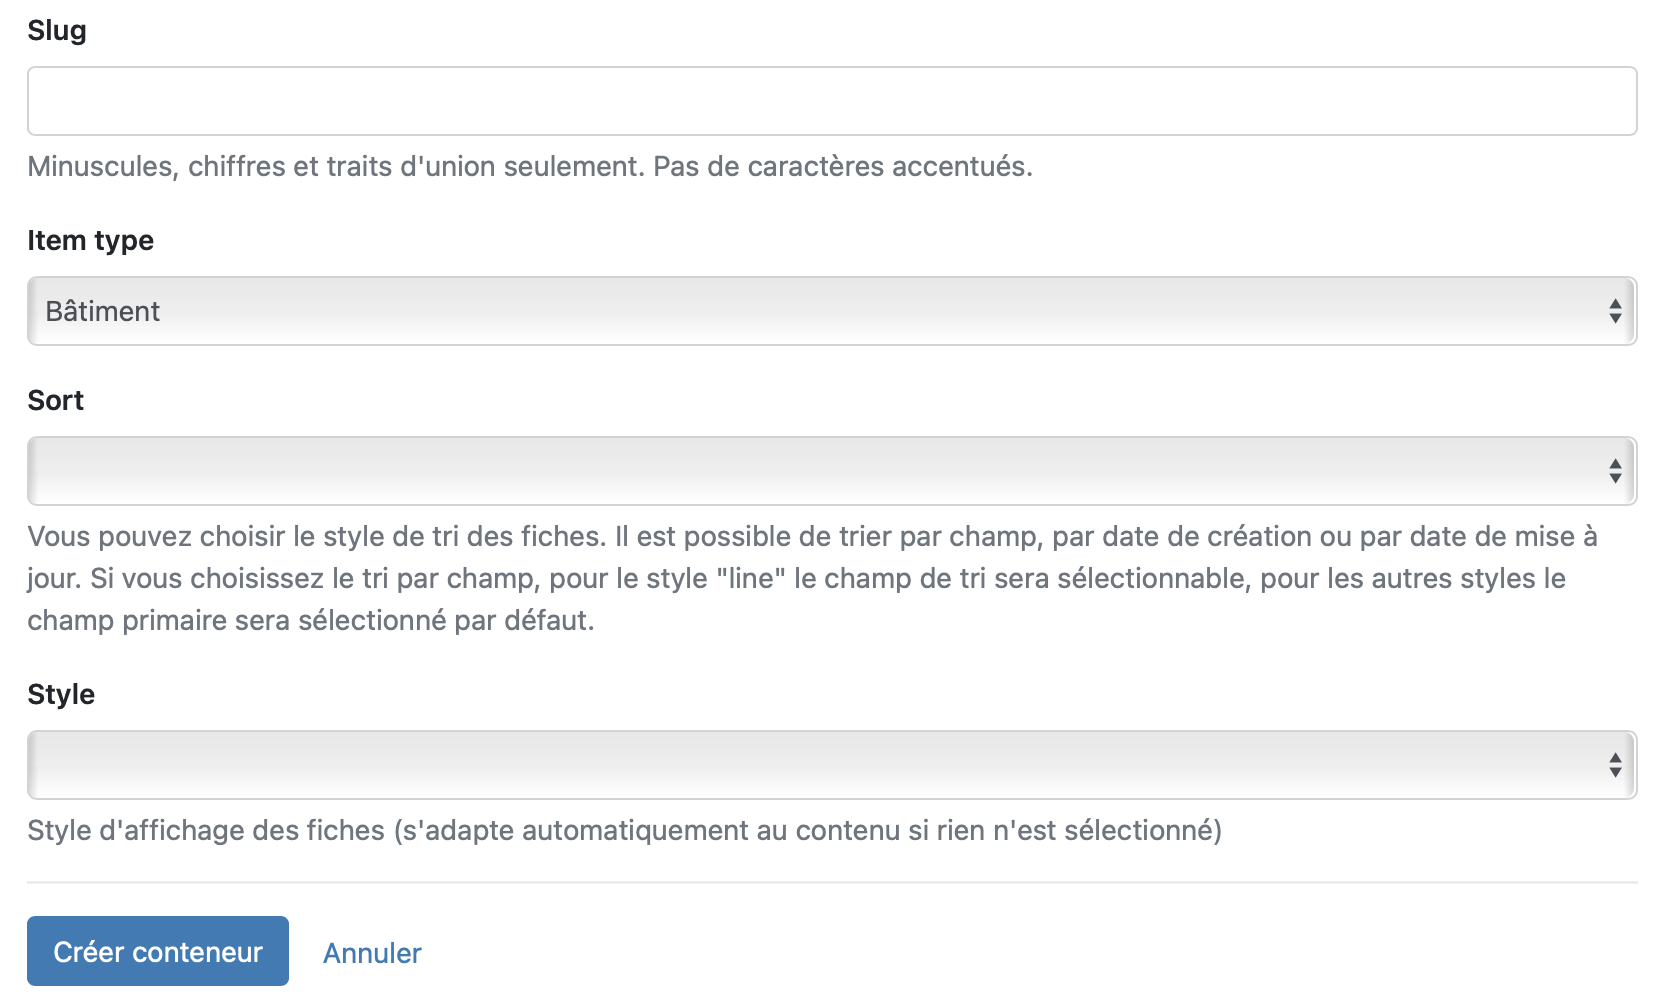 Slug
Minuscules, chiffres et traits d'union seulement. Pas de caractères accentués.
Item type
Bâtiment
Sort
Vous pouvez choisir le style de tri des fiches. Il est possible de trier par champ, par date de création ou par date de mise à
jour. Si vous choisissez le tri par champ, pour le style "line" le champ de tri sera sélectionnable, pour les autres styles le
champ primaire sera sélectionné par défaut.
Style
Style d'affichage des fiches (s'adapte automatiquement au contenu si rien n'est sélectionné)
Créer conteneur Annuler